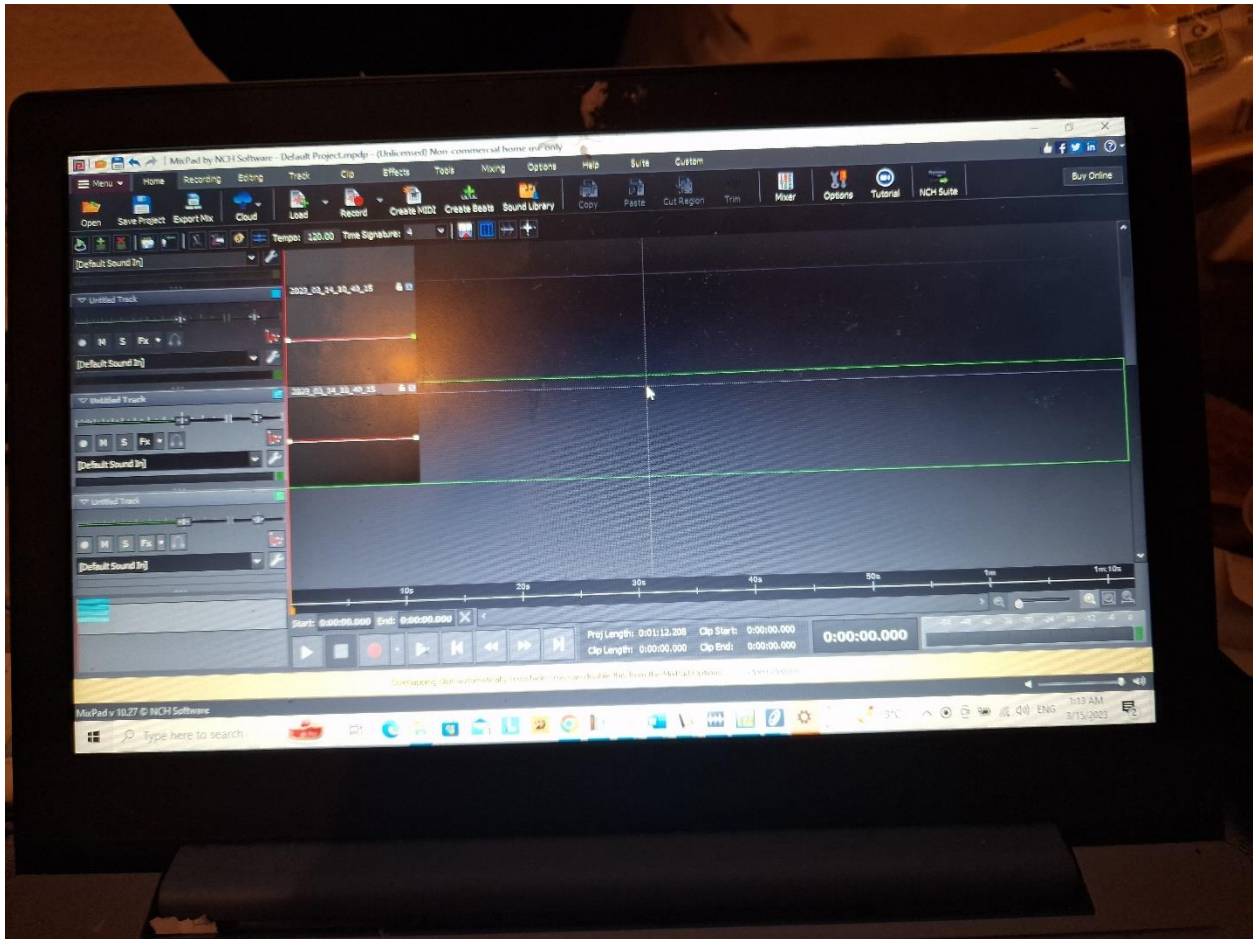 MixPad by NCH Software - Default Project.mpdp - (Unlicensed) Non-commercial home use only
Menu Home Recording Editing Track Clip Effects Tools Mixing Options Help Suite Custom
Open Save Project Export Mix Cloud Load Record Create MIDI Create Beats Sound Library Copy Paste Cut Region Trim Mixer Options Tutorial NCH Suite Buy Online
Tempo: 120.00 Time Signature: 4
[Default Sound In]
Untitled Track
M S Fx
[Default Sound In]
Untitled Track
M S Fx
[Default Sound In]
Untitled Track
M S Fx
[Default Sound In]
10s 20s 30s 40s 50s 1m 1m:10s
Start: 0:00:00.000 End: 0:00:00.000
Proj Length: 0:01:12.208 Clip Start: 0:00:00.000
Clip Length: 0:00:00.000 Clip End: 0:00:00.000
0:00:00.000
MixPad v 10.27 © NCH Software
Type here to search
3°C ENG
1:13 AM
3/15/2023